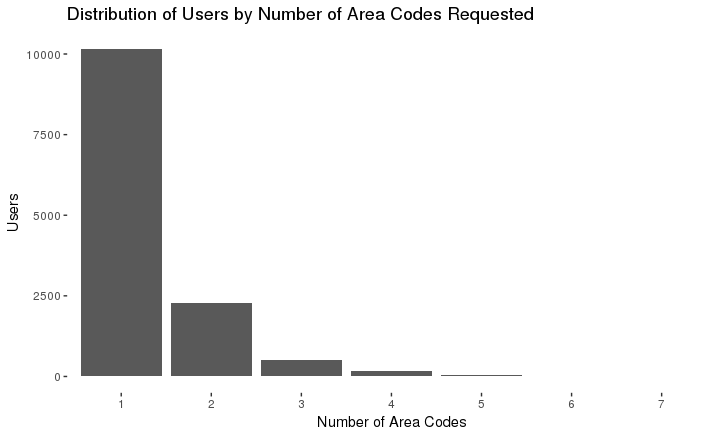 Distribution of Users by Number of Area Codes Requested
Users
10000
7500
5000
2500
0
1 2 3 4 5 6 7
Number of Area Codes